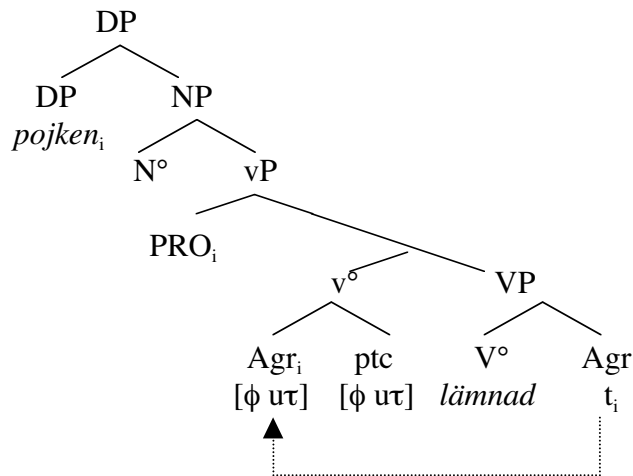 DP
DP NP
pojkenᵢ
N° vP
PROᵢ
v° VP
Agrᵢ ptc V° Agr
[ϕ uτ] [ϕ uτ] lämnad tᵢ